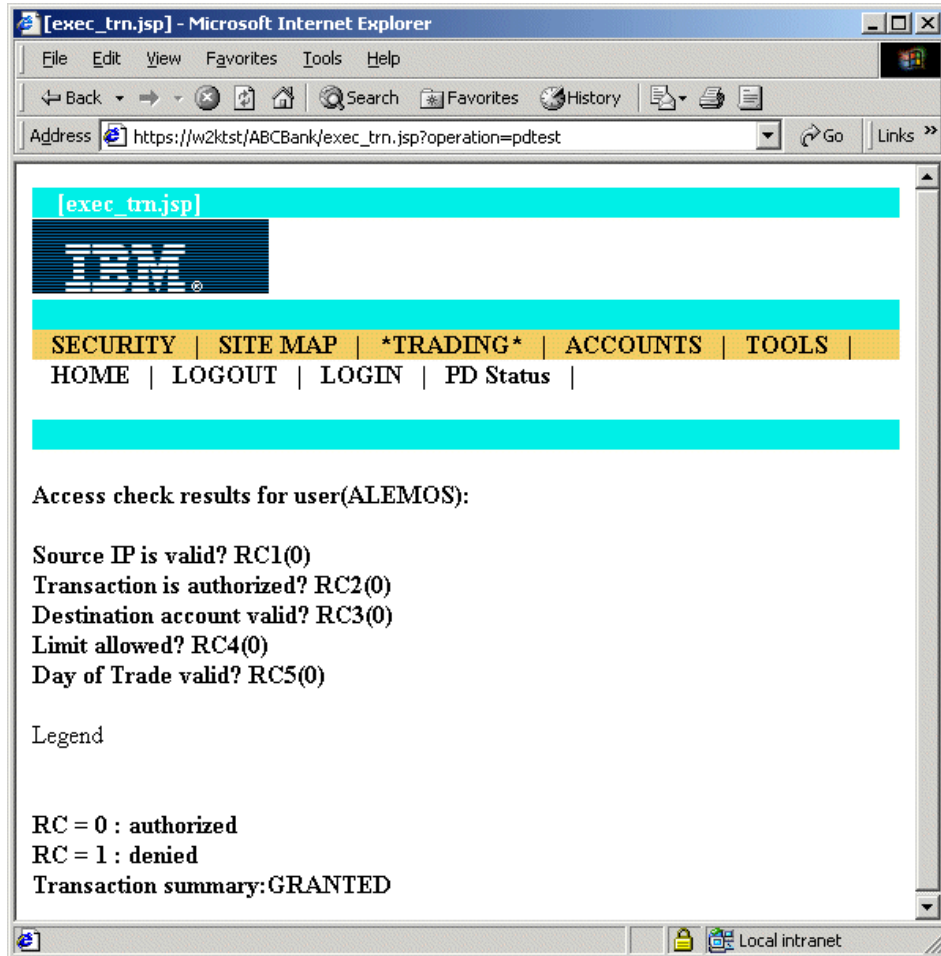 [exec_trn.jsp] - Microsoft Internet Explorer
File Edit View Favorites Tools Help
Back Search Favorites History
Address https://w2ktst/ABCBank/exec_trn.jsp?operation=pdtest Go Links »
[exec_trn.jsp]
IBM®
SECURITY | SITE MAP | *TRADING* | ACCOUNTS | TOOLS |
HOME | LOGOUT | LOGIN | PD Status |
Access check results for user(ALEMOS):
Source IP is valid? RC1(0)
Transaction is authorized? RC2(0)
Destination account valid? RC3(0)
Limit allowed? RC4(0)
Day of Trade valid? RC5(0)
Legend
RC = 0 : authorized
RC = 1 : denied
Transaction summary:GRANTED
Local intranet